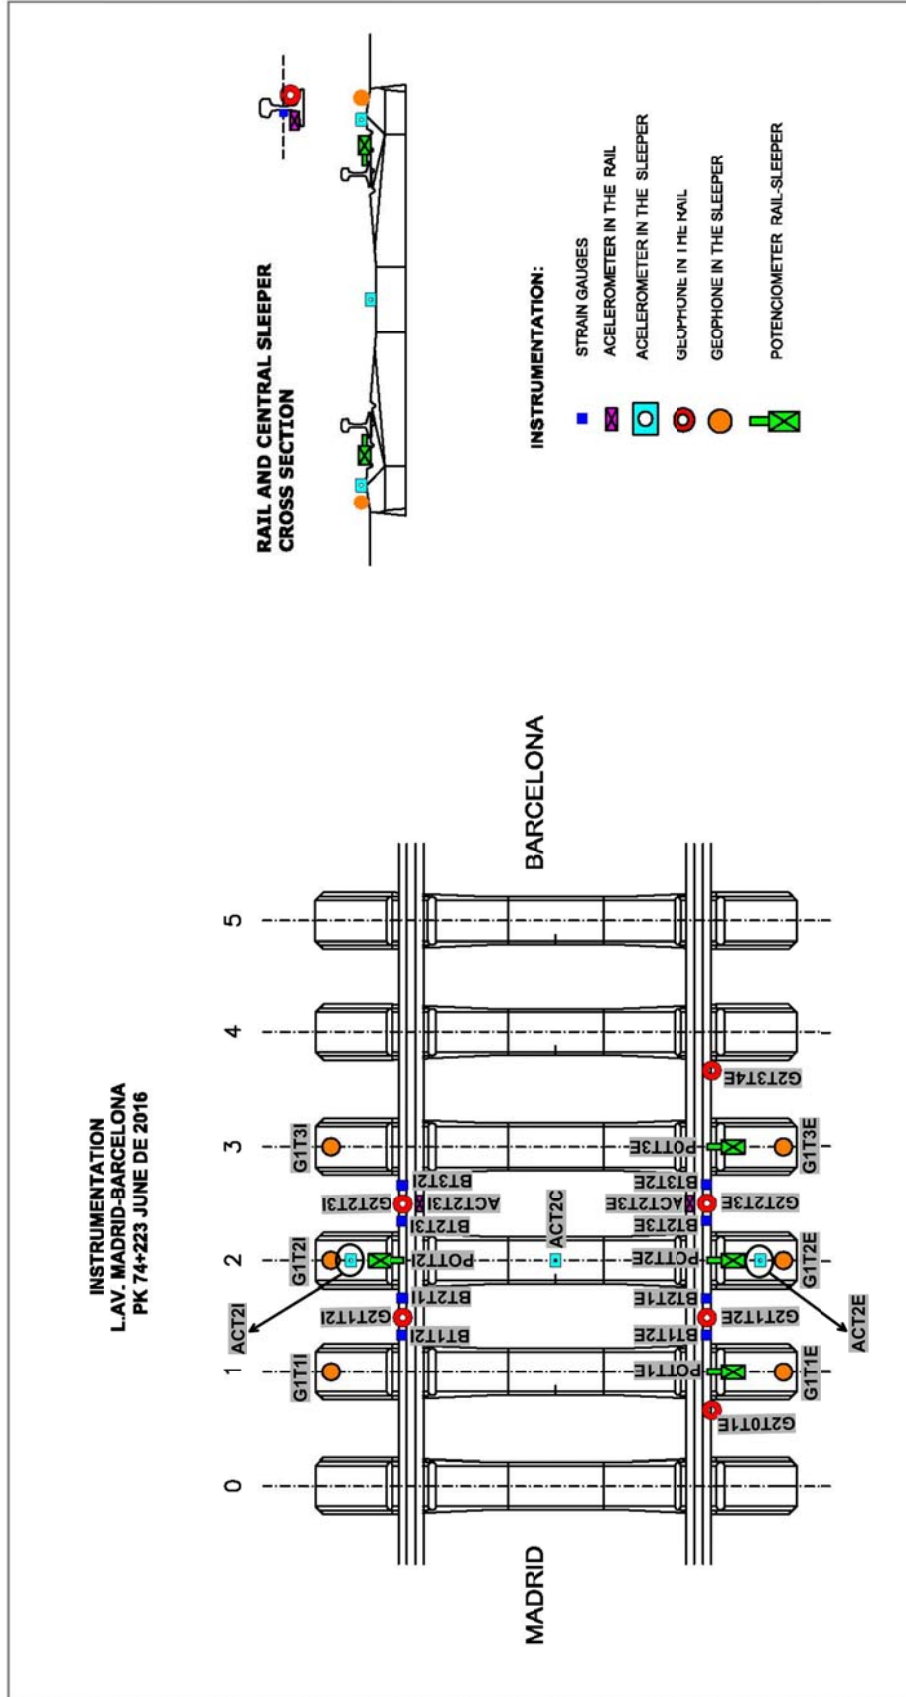 INSTRUMENTATION
L.AV. MADRID-BARCELONA
PK 74+223 JUNE DE 2016
0
1
2
3
4
5
ACT2I
G1T1I
G1T2I
G1T3I
G2T1T2I
G2T2T3I
BT1T2I
BT2T1I
POTT2I
BT2T3I
ACT2T3I
BT3T2I
MADRID
ACT2C
BARCELONA
POTT1E
BT1T2E
BT2T1E
POTT2E
BT2T3E
ACT2T3E
BT3T2E
POTT3E
G2T0T1E
G2T1T2E
G2T2T3E
G2T3T4E
G1T1E
G1T2E
G1T3E
ACT2E
RAIL AND CENTRAL SLEEPER
CROSS SECTION
INSTRUMENTATION:
STRAIN GAUGES
ACELEROMETER IN THE RAIL
ACELEROMETER IN THE SLEEPER
GEOPHONE IN THE RAIL
GEOPHONE IN THE SLEEPER
POTENCIOMETER RAIL-SLEEPER